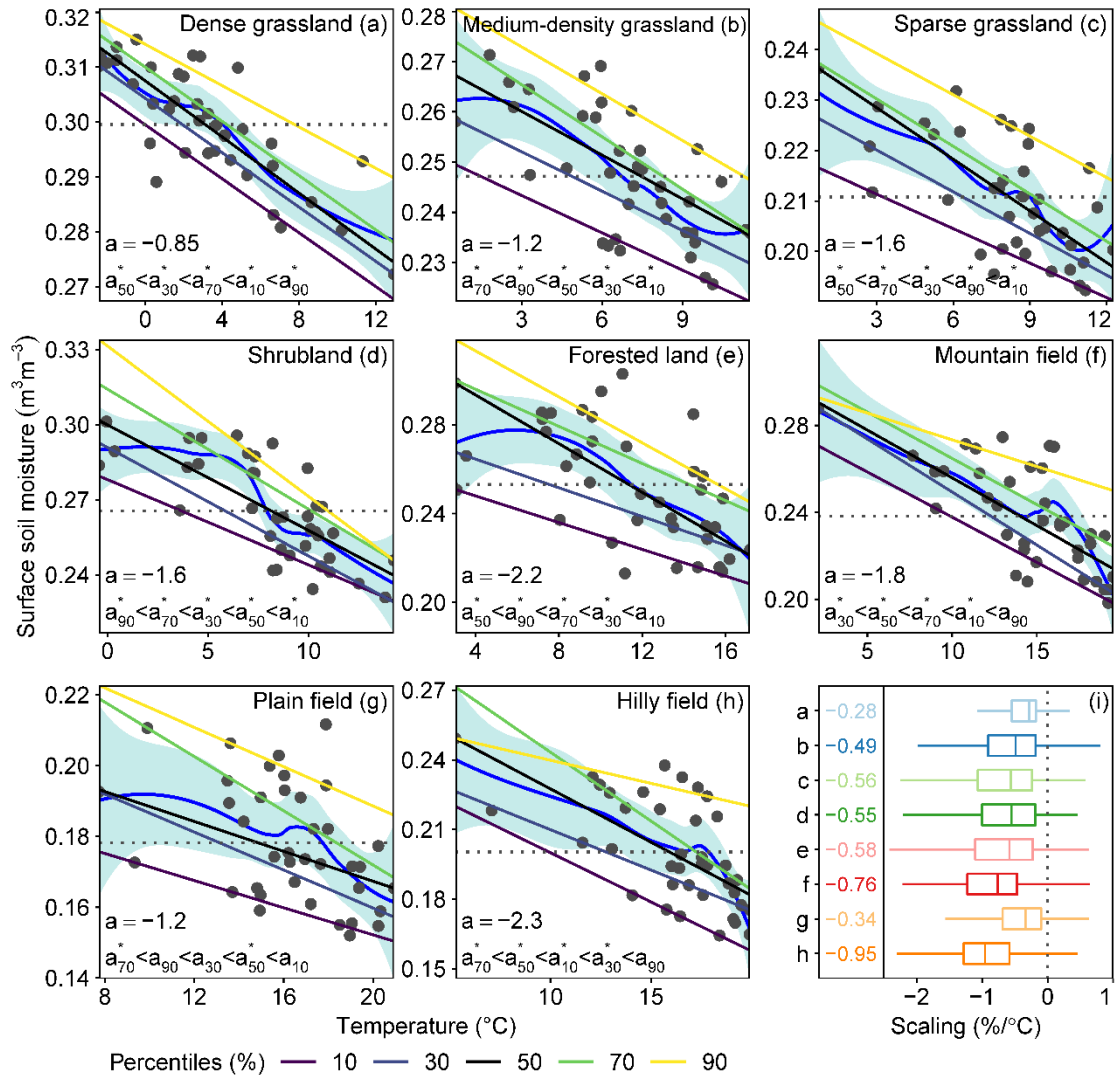 Surface soil moisture (m³m⁻³)
Dense grassland (a)
0.32
0.31
0.30
0.29
0.28
0.27
a = −0.85
a*50<a*30<a*70<a*10<a*90
0 4 8 12
Medium-density grassland (b)
0.28
0.27
0.26
0.25
0.24
0.23
a = −1.2
a*70<a*90<a*50<a*30<a*10
3 6 9
Sparse grassland (c)
0.24
0.23
0.22
0.21
0.20
a = −1.6
a*50<a*70<a*30<a*90<a*10
3 6 9 12
Shrubland (d)
0.33
0.30
0.27
0.24
a = −1.6
a*90<a*70<a*30<a*50<a*10
0 5 10
Forested land (e)
0.28
0.24
0.20
a = −2.2
a*50<a*90<a*70<a*30<a10
4 8 12 16
Mountain field (f)
0.28
0.24
0.20
a = −1.8
a*30<a*50<a*70<a*10<a90
5 10 15
Plain field (g)
0.22
0.20
0.18
0.16
0.14
a = −1.2
a*70<a90<a30<a*50<a10
8 12 16 20
Hilly field (h)
0.27
0.24
0.21
0.18
0.15
a = −2.3
a*70<a*50<a*10<a*30<a90
10 15
(i)
a −0.28
b −0.49
c −0.56
d −0.55
e −0.58
f −0.76
g −0.34
h −0.95
−2 −1 0 1
Scaling (%/°C)
Temperature (°C)
Percentiles (%) 10 30 50 70 90